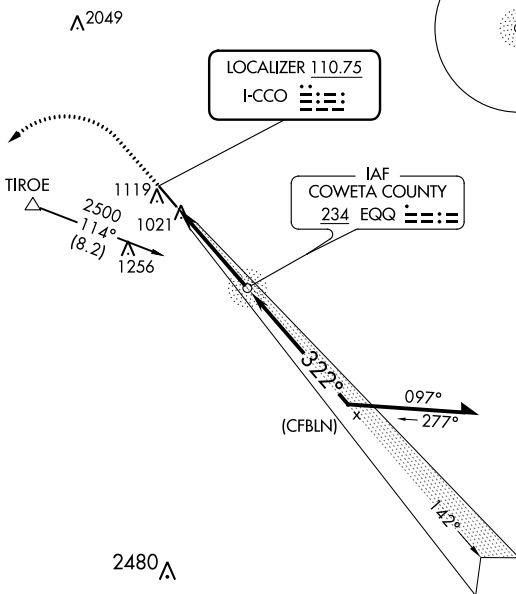 2049
LOCALIZER 110.75
I-CCO
TIROE
1119
2500
114°
(8.2)
1021
1256
IAF
COWETA COUNTY
234 EQQ
322°
097°
277°
(CFBLN)
x
142°
2480